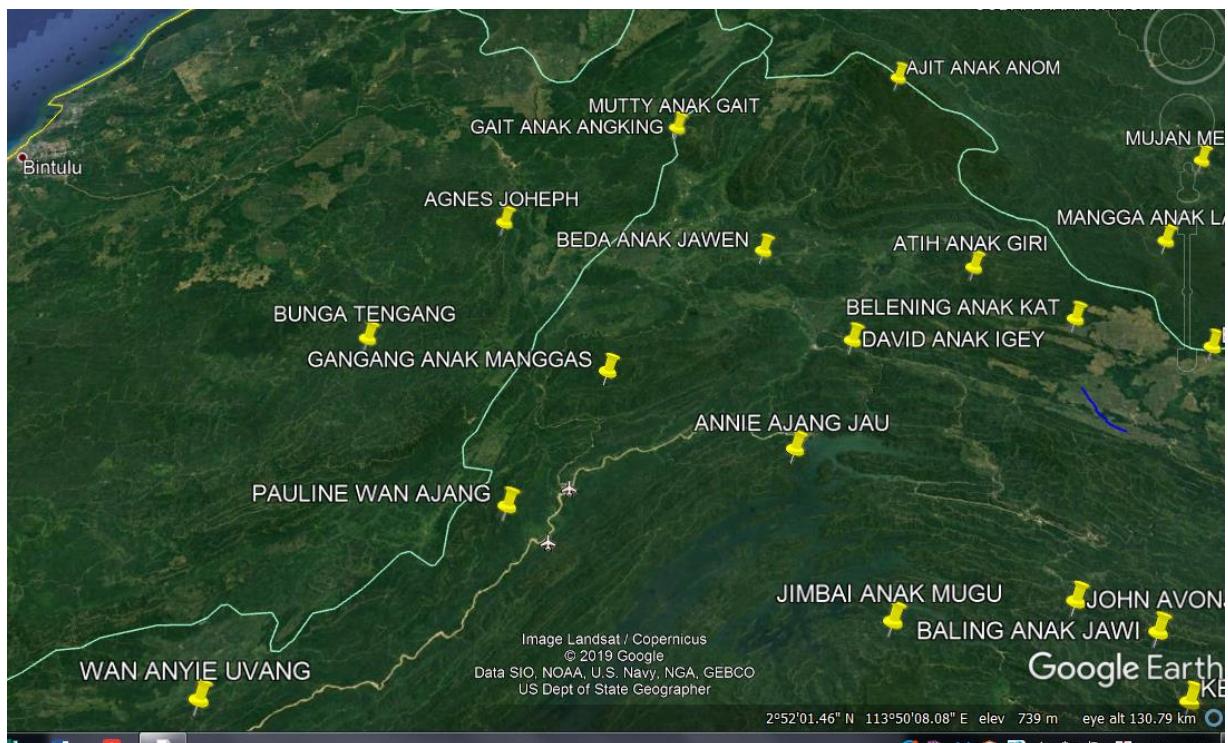 AJIT ANAK ANOM
MUTTY ANAK GAIT
GAIT ANAK ANGKING
MUJAN
Bintulu
AGNES JOHEPH
MANGGA ANAK
BEDA ANAK JAWEN
ATIH ANAK GIRI
BUNGA TENGANG
BELENING ANAK KAT
DAVID ANAK IGEY
GANGANG ANAK MANGGAS
ANNIE AJANG JAU
PAULINE WAN AJANG
JIMBAI ANAK MUGU
JOHN AVON
BALING ANAK JAWI
Image Landsat / Copernicus
© 2019 Google
Data SIO, NOAA, U.S. Navy, NGA, GEBCO
US Dept of State Geographer
WAN ANYIE UVANG
Google Earth
2°52'01.46" N 113°50'08.08" E elev 739 m eye alt 130.79 km